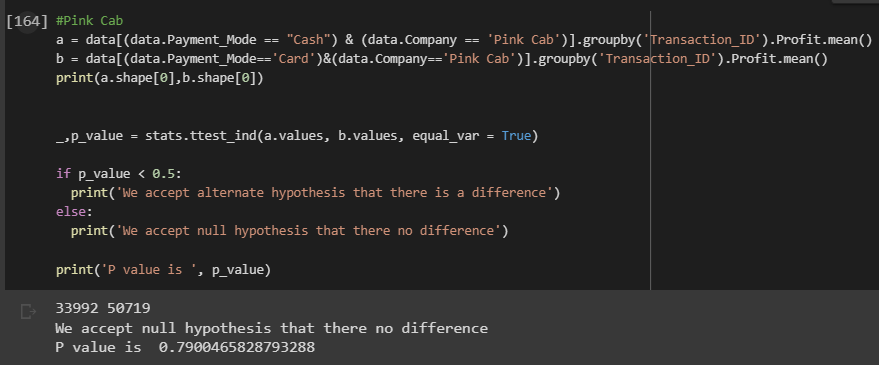 [164] #Pink Cab
a = data[(data.Payment_Mode == "Cash") & (data.Company == 'Pink Cab')].groupby('Transaction_ID').Profit.mean()
b = data[(data.Payment_Mode=='Card')&(data.Company=='Pink Cab')].groupby('Transaction_ID').Profit.mean()
print(a.shape[0],b.shape[0])
_,p_value = stats.ttest_ind(a.values, b.values, equal_var = True)
if p_value < 0.5:
  print('We accept alternate hypothesis that there is a difference')
else:
  print('We accept null hypothesis that there no difference')
print('P value is ', p_value)
33992 50719
We accept null hypothesis that there no difference
P value is  0.7900465828793288